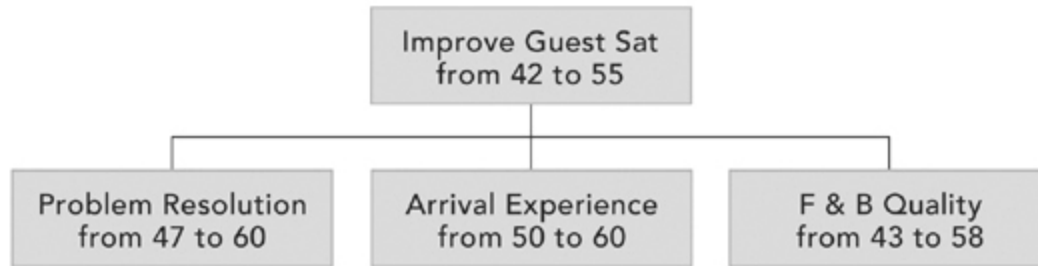 Improve Guest Sat
from 42 to 55
Problem Resolution
from 47 to 60
Arrival Experience
from 50 to 60
F & B Quality
from 43 to 58